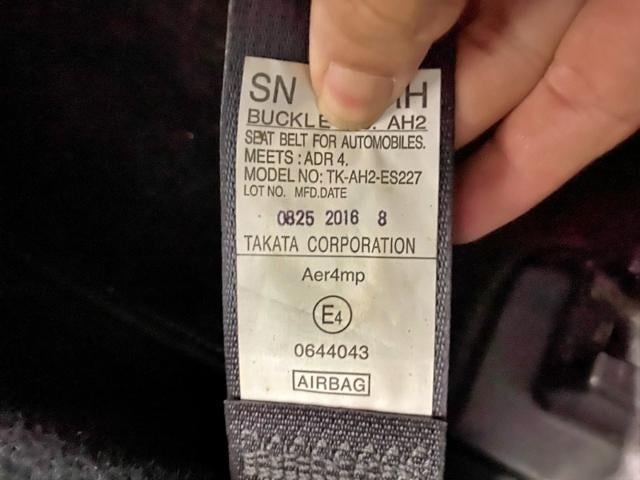 SN
BUCKLE AH2
SEAT BELT FOR AUTOMOBILES.
MEETS : ADR 4.
MODEL NO: TK-AH2-ES227
LOT NO. MFD.DATE
0825 2016 8
TAKATA CORPORATION
Aer4mp
E4
0644043
AIRBAG